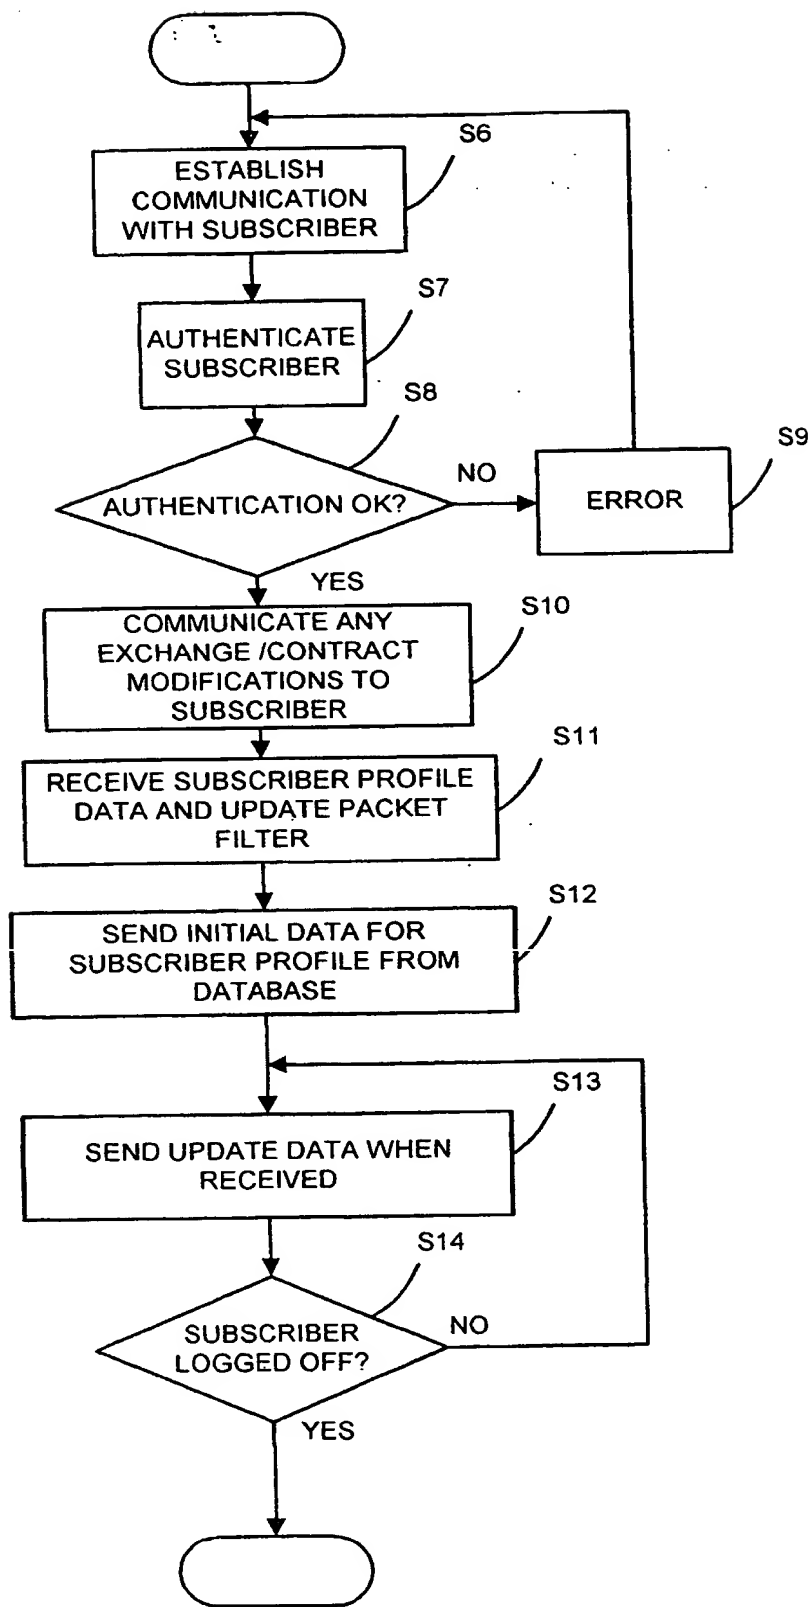 S6
ESTABLISH
COMMUNICATION
WITH SUBSCRIBER
S7
AUTHENTICATE
SUBSCRIBER
S8
AUTHENTICATION OK?
NO
S9
ERROR
YES
S10
COMMUNICATE ANY
EXCHANGE /CONTRACT
MODIFICATIONS TO
SUBSCRIBER
S11
RECEIVE SUBSCRIBER PROFILE
DATA AND UPDATE PACKET
FILTER
S12
SEND INITIAL DATA FOR
SUBSCRIBER PROFILE FROM
DATABASE
S13
SEND UPDATE DATA WHEN
RECEIVED
S14
SUBSCRIBER
LOGGED OFF?
NO
YES